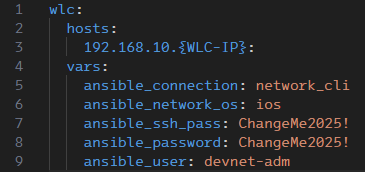 1 wlc:
2 hosts:
3 192.168.10.{WLC-IP}:
4 vars:
5 ansible_connection: network_cli
6 ansible_network_os: ios
7 ansible_ssh_pass: ChangeMe2025!
8 ansible_password: ChangeMe2025!
9 ansible_user: devnet-adm